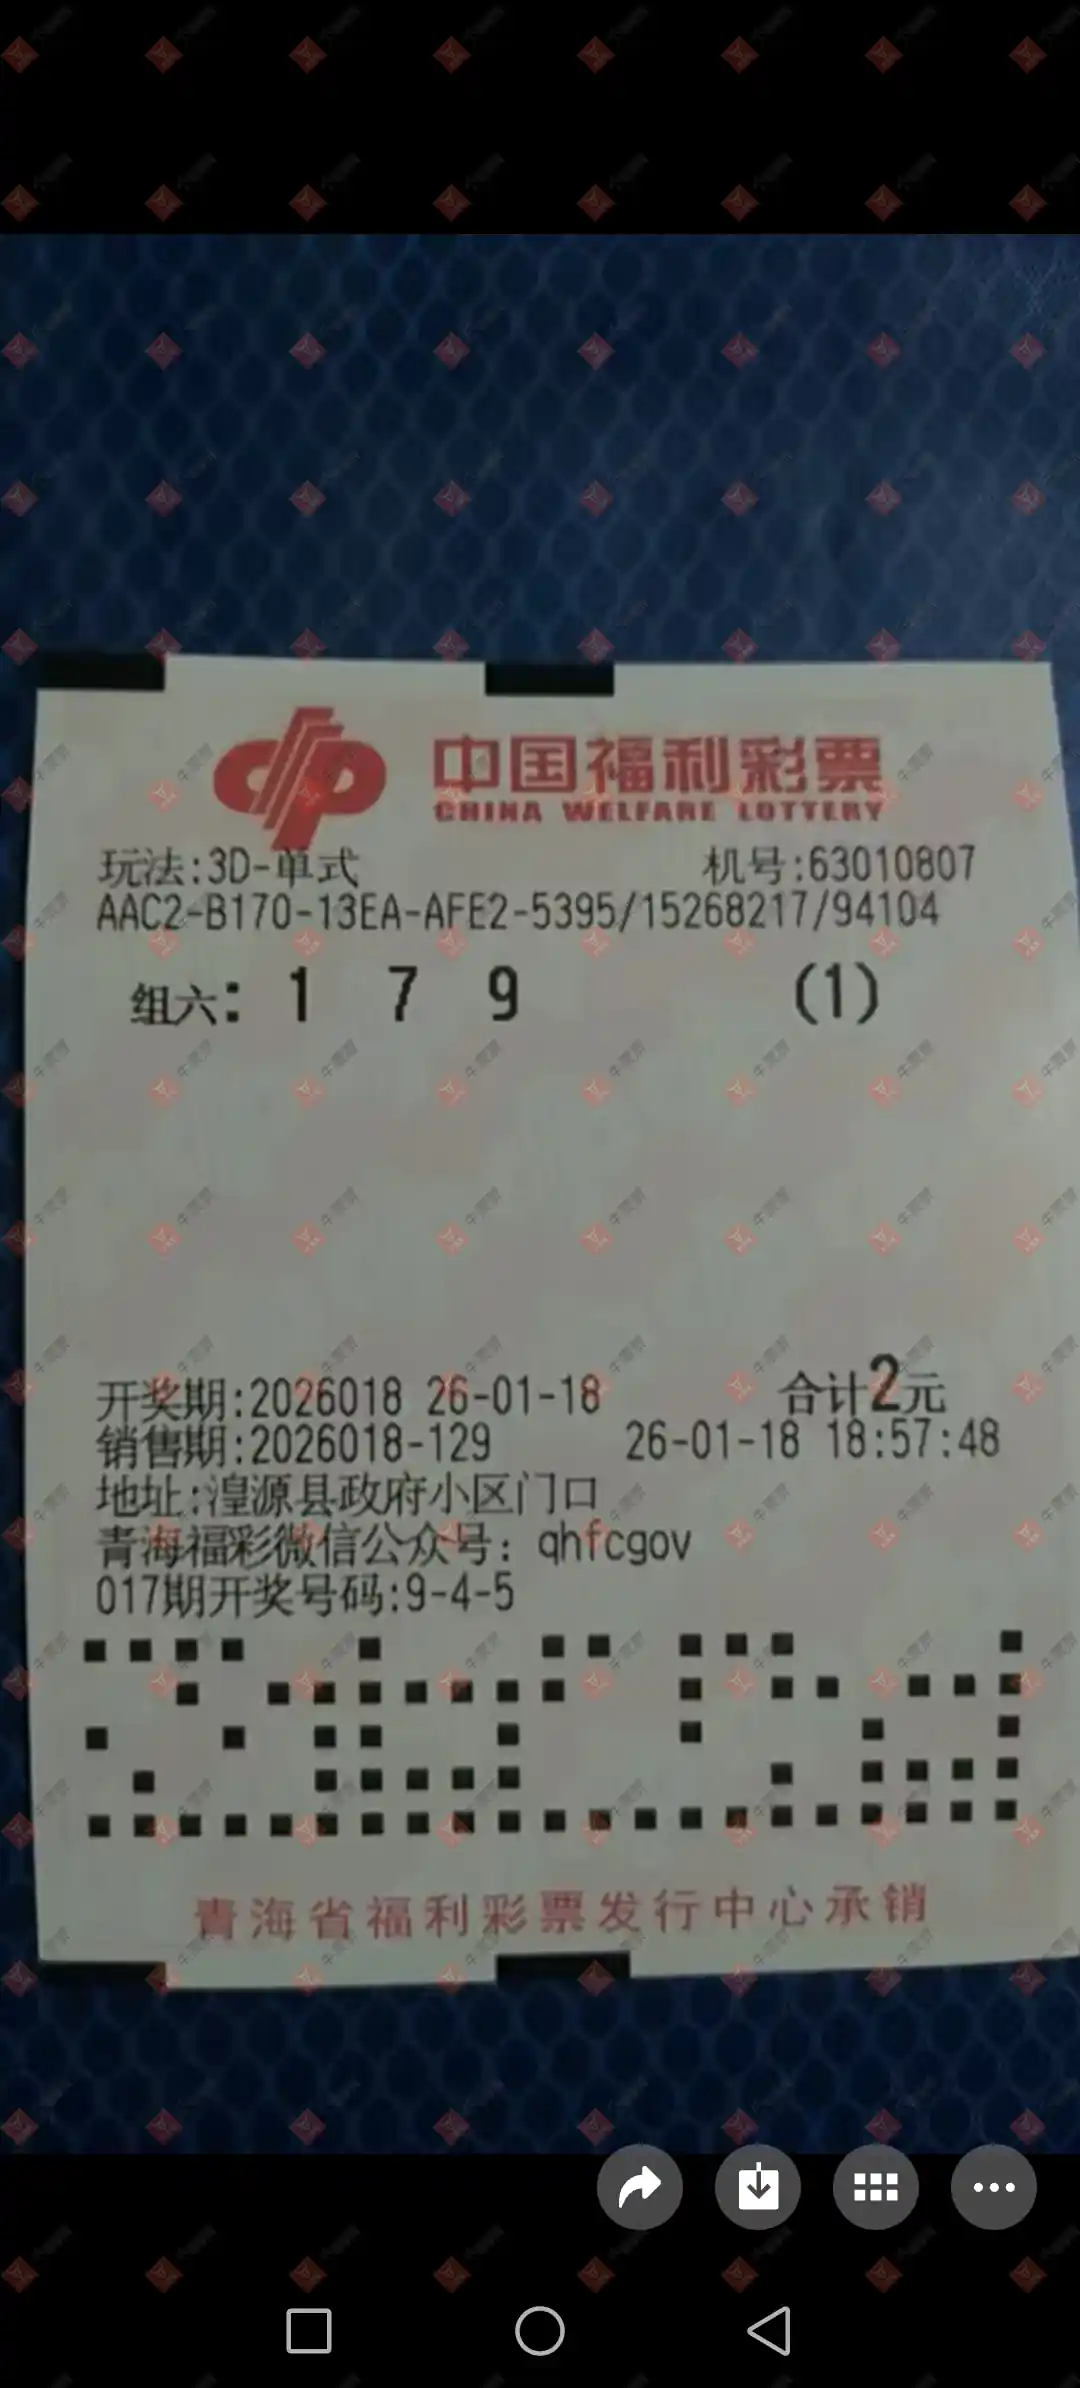 中国福利彩票
CHINA WELFARE LOTTERY
玩法:3D-单式 机号:63010807
AAC2-B170-13EA-AFE2-5395/15268217/94104
组六: 1 7 9 (1)
开奖期:2026018 26-01-18 合计2元
销售期:2026018-129 26-01-18 18:57:48
地址:湟源县政府小区门口
青海福彩微信公众号: qhfcgov
017期开奖号码:9-4-5
青海省福利彩票发行中心承销